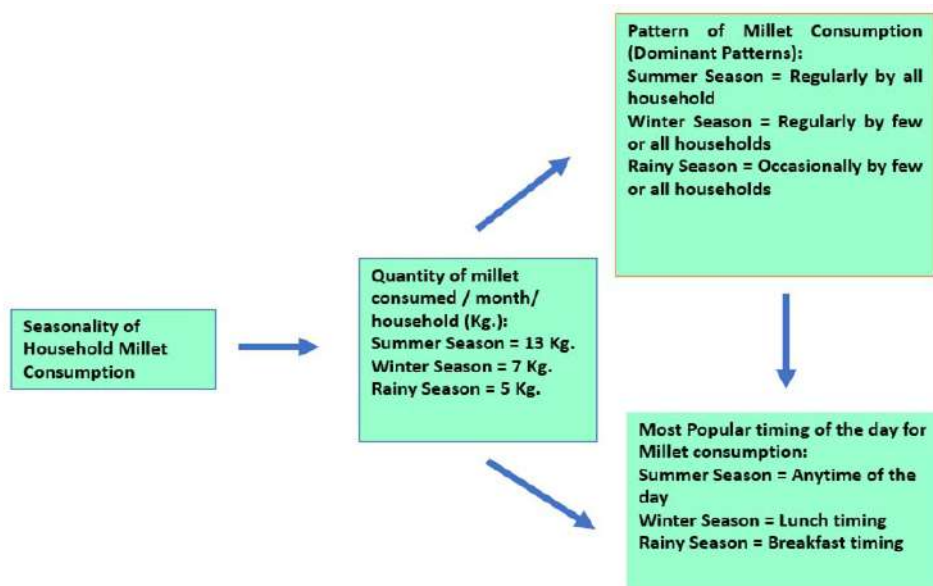 Seasonality of
Household Millet
Consumption
Quantity of millet
consumed / month/
household (Kg.):
Summer Season = 13 Kg.
Winter Season = 7 Kg.
Rainy Season = 5 Kg.
Pattern of Millet Consumption
(Dominant Patterns):
Summer Season = Regularly by all
household
Winter Season = Regularly by few
or all households
Rainy Season = Occasionally by few
or all households
Most Popular timing of the day for
Millet consumption:
Summer Season = Anytime of the
day
Winter Season = Lunch timing
Rainy Season = Breakfast timing